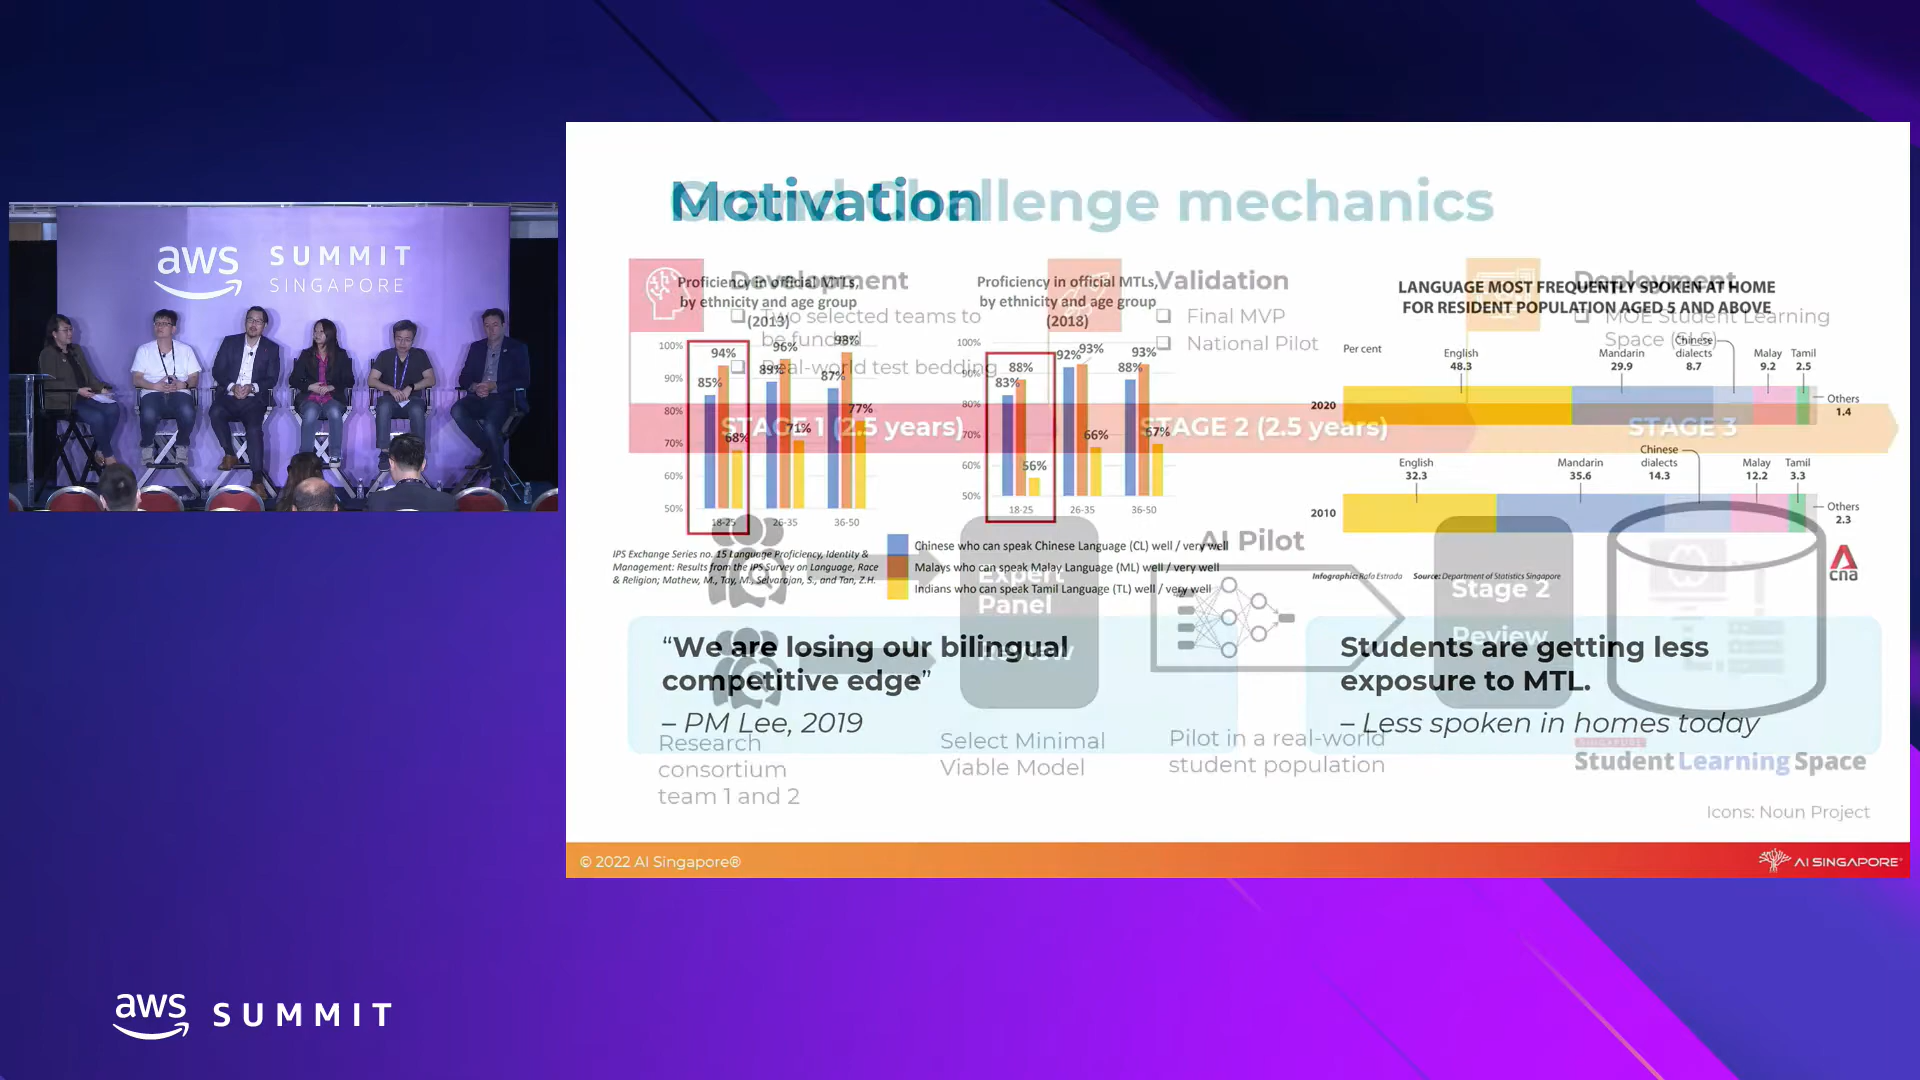 aws SUMMIT
SINGAPORE
Motivation
Challenge mechanics
Development
Two selected teams to
be funded
Real-world test bedding
Validation
Final MVP
National Pilot
Deployment
MOE Student Learning
Space (SLS)
Proficiency in official MTLs,
by ethnicity and age group
(2013)
100%
90%
80%
70%
60%
50%
94%
85%
68%
96%
89%
71%
98%
87%
77%
18-25
26-35
36-50
Proficiency in official MTLs,
by ethnicity and age group
(2018)
100%
90%
80%
70%
60%
50%
88%
83%
56%
92%
93%
66%
93%
88%
67%
18-25
26-35
36-50
LANGUAGE MOST FREQUENTLY SPOKEN AT HOME
FOR RESIDENT POPULATION AGED 5 AND ABOVE
Per cent
English
48.3
Mandarin
29.9
Chinese
dialects
8.7
Malay
9.2
Tamil
2.5
Others
1.4
2020
STAGE 1 (2.5 years)
STAGE 2 (2.5 years)
STAGE 3
English
32.3
Mandarin
35.6
Chinese
dialects
14.3
Malay
12.2
Tamil
3.3
Others
2.3
2010
IPS Exchange Series no. 15 Language Proficiency, Identity &
Management: Results from the IPS Survey on Language, Race
& Religion; Mathew, M., Tay, M., Selvarajan, S., and Tan, Z.H.
Chinese who can speak Chinese Language (CL) well / very well
Malays who can speak Malay Language (ML) well / very well
Indians who can speak Tamil Language (TL) well / very well
Infographic: Rafa Estrada Source: Department of Statistics Singapore
cna
AI Pilot
Expert
Panel
Review
Stage 2
Review
“We are losing our bilingual
competitive edge”
– PM Lee, 2019
Students are getting less
exposure to MTL.
– Less spoken in homes today
Research
consortium
team 1 and 2
Select Minimal
Viable Model
Pilot in a real-world
student population
SINGAPORE
Student Learning Space
Icons: Noun Project
© 2022 AI Singapore®
AI SINGAPORE
aws SUMMIT